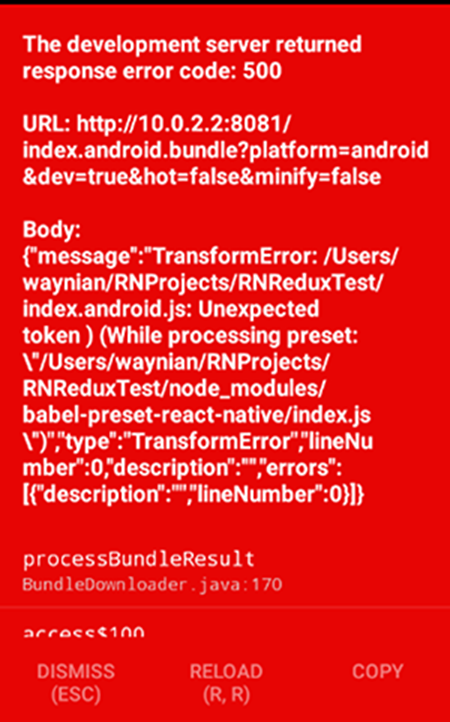 The development server returned
response error code: 500
URL: http://10.0.2.2:8081/
index.android.bundle?platform=android
&dev=true&hot=false&minify=false
Body:
{"message":"TransformError: /Users/
waynian/RNProjects/RNReduxTest/
index.android.js: Unexpected
token ) (While processing preset:
\"/Users/waynian/RNProjects/
RNReduxTest/node_modules/
babel-preset-react-native/index.js
\")","type":"TransformError","lineNu
mber":0,"description":"","errors":
[{"description":"","lineNumber":0}]}
processBundleResult
BundleDownloader.java:170
access$100
DISMISS RELOAD COPY
(ESC) (R, R)